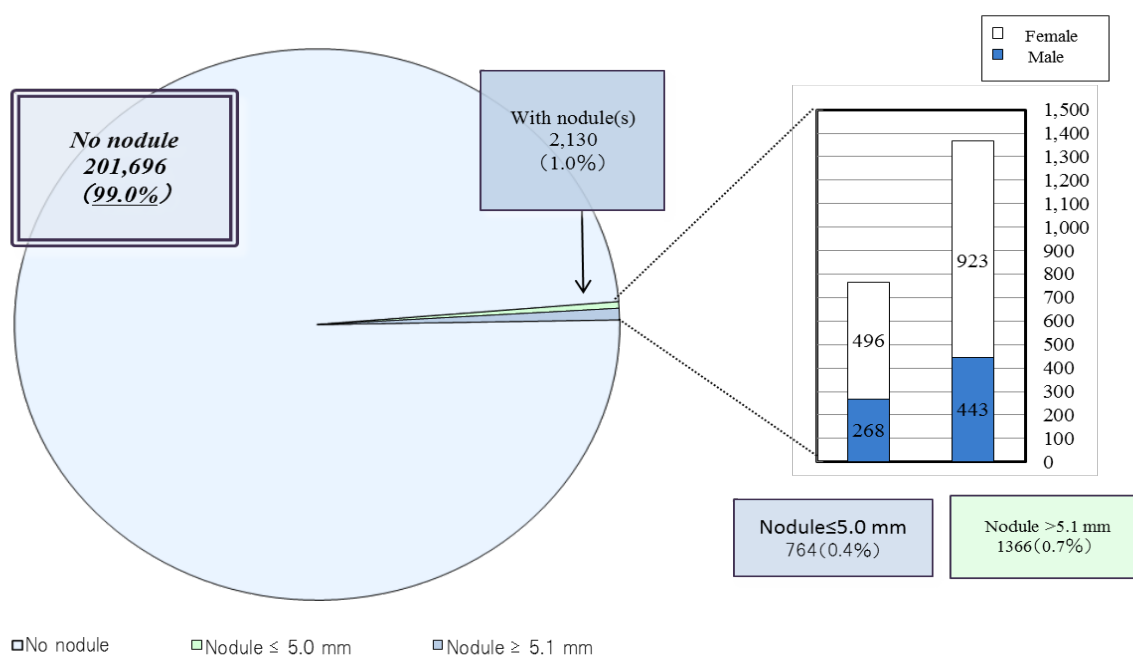 No nodule
201,696
(99.0%)
With nodule(s)
2,130
(1.0%)
Female
Male
1,500
1,400
1,300
1,200
1,100
1,000
900
800
700
600
500
400
300
200
100
0
923
496
443
268
Nodule≤5.0 mm
764(0.4%)
Nodule >5.1 mm
1366(0.7%)
No nodule
Nodule ≤ 5.0 mm
Nodule ≥ 5.1 mm